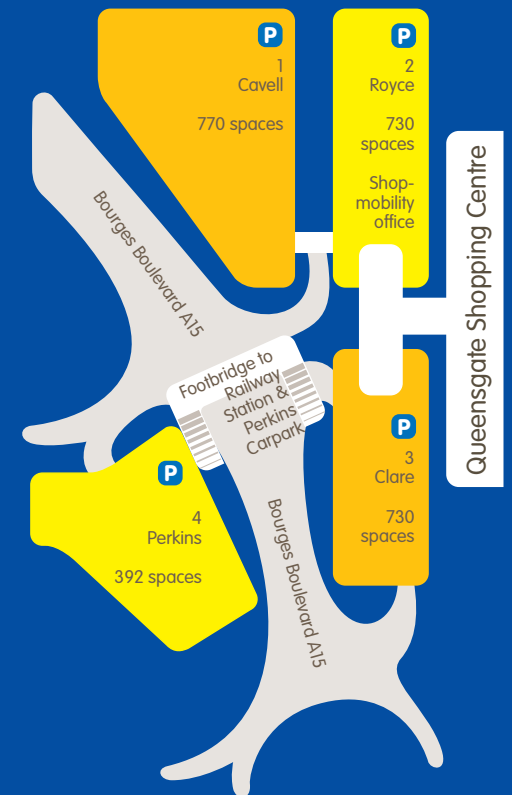 P
1
Cavell
770 spaces
P
2
Royce
730
spaces
Shop-
mobility
office
Queensgate Shopping Centre
Bourges Boulevard A15
Footbridge to
Railway
Station &
Perkins
Carpark
P
3
Clare
730
spaces
P
4
Perkins
392 spaces
Bourges Boulevard A15